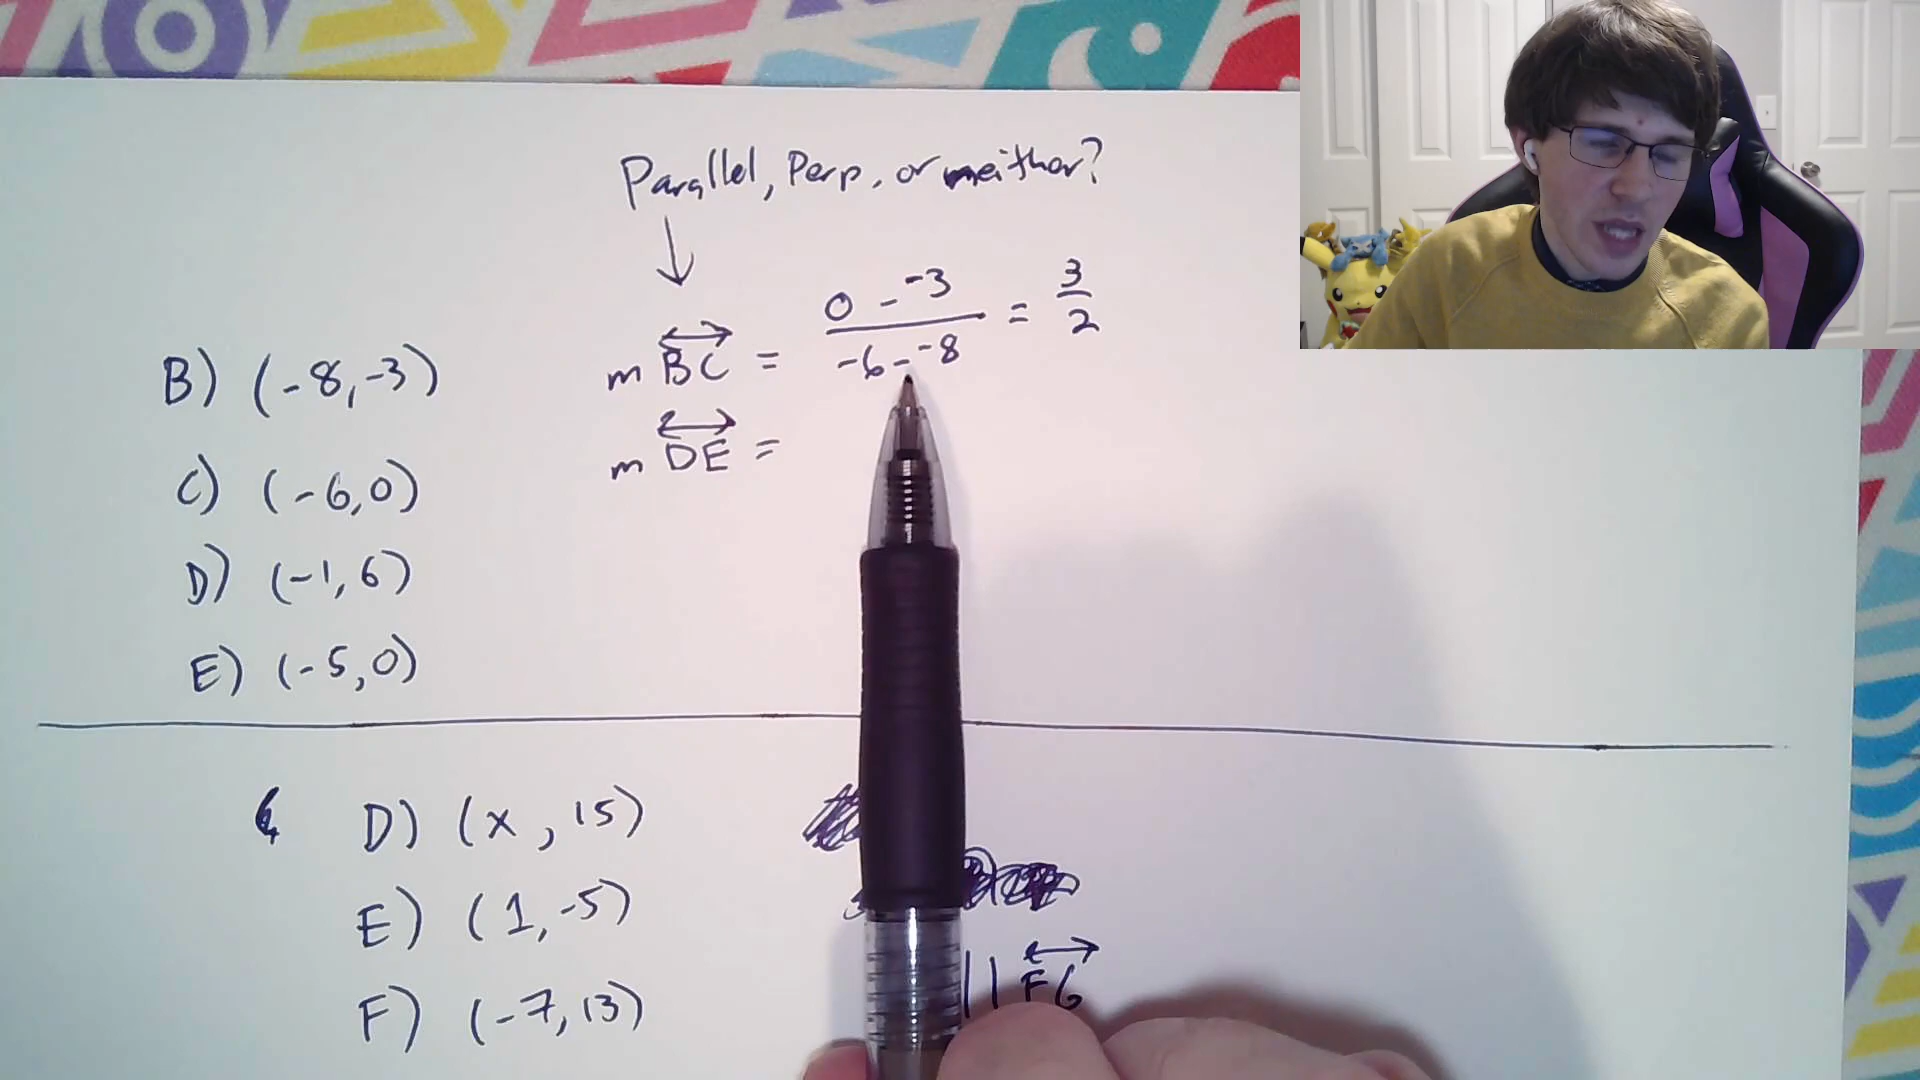 Parallel, Perp, or neither?
m BC = 0 - -3 / -6 - -8 = 3/2
m DE =
B) (-8,-3)
C) (-6,0)
D) (-1,6)
E) (-5,0)
D) (x, 15)
E) (1,-5)
F) (-7,13)
|| FG